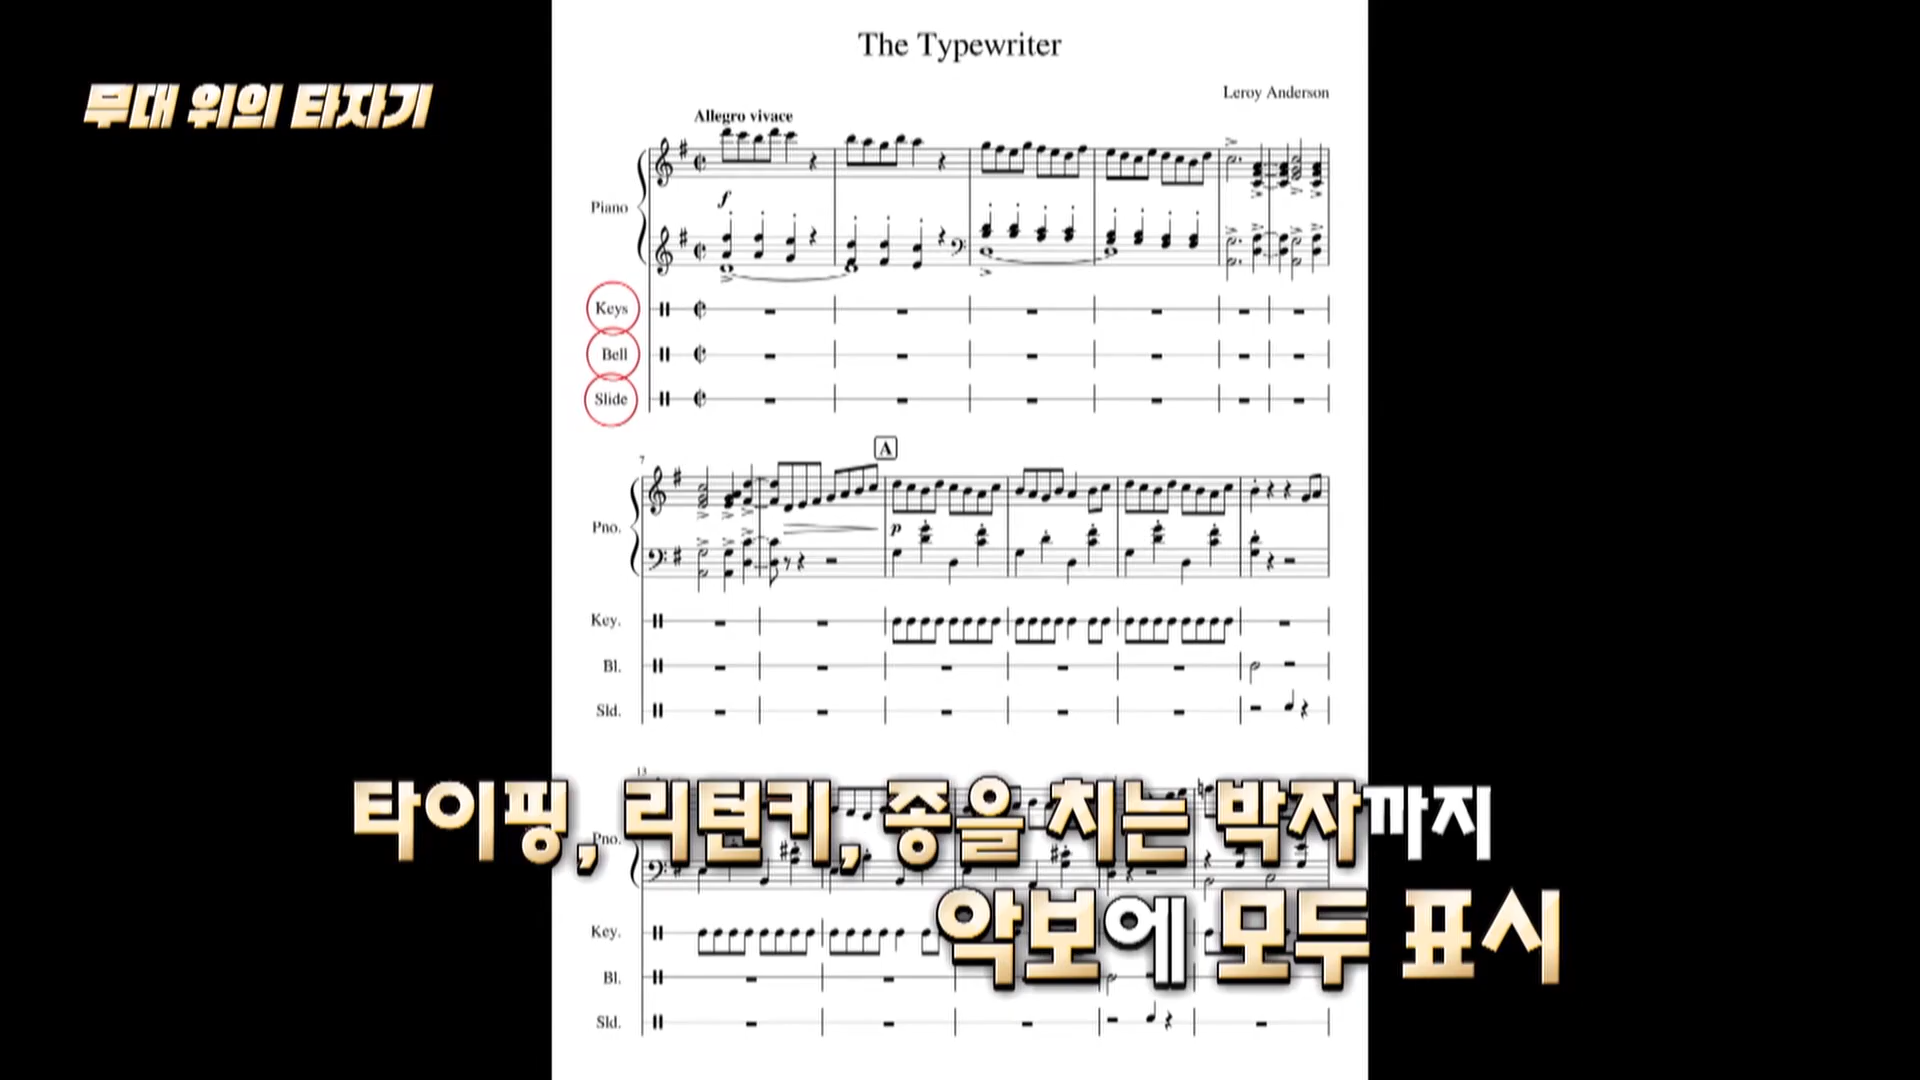 무대 위의 타자기
The Typewriter
Leroy Anderson
Allegro vivace
Piano
f
Keys
Bell
Slide
A
7
Pno.
p
Key.
Bl.
Sld.
13
Pno.
타이핑, 리턴키, 종을 치는 박자까지
악보에 모두 표시
Key.
Bl.
Sld.